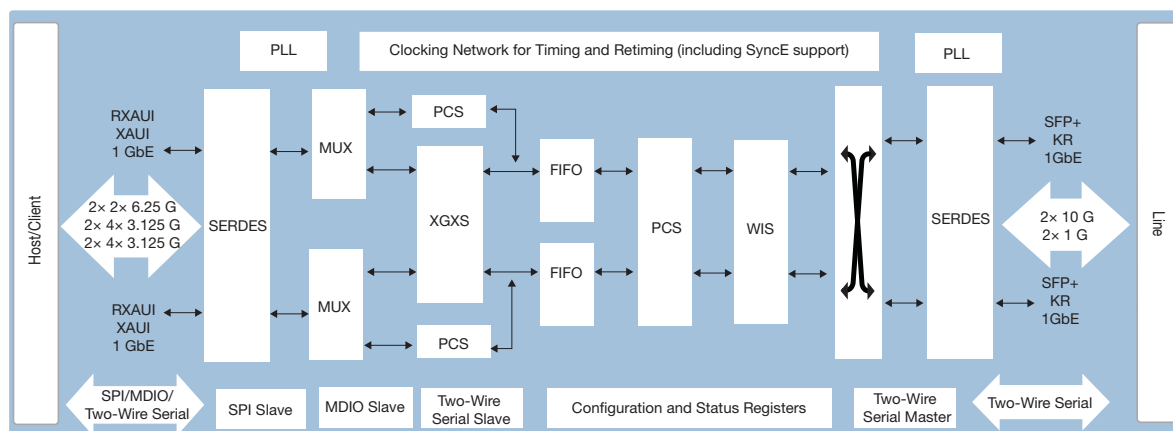 PLL
Clocking Network for Timing and Retiming (including SyncE support)
PLL
Host/Client
RXAUI
XAUI
1 GbE
2× 2× 6.25 G
2× 4× 3.125 G
2× 4× 3.125 G
RXAUI
XAUI
1 GbE
SERDES
MUX
MUX
PCS
XGXS
PCS
FIFO
FIFO
PCS
WIS
SERDES
SFP+
KR
1GbE
2× 10 G
2× 1 G
SFP+
KR
1GbE
Line
SPI/MDIO/
Two-Wire Serial
SPI Slave
MDIO Slave
Two-Wire
Serial Slave
Configuration and Status Registers
Two-Wire
Serial Master
Two-Wire Serial